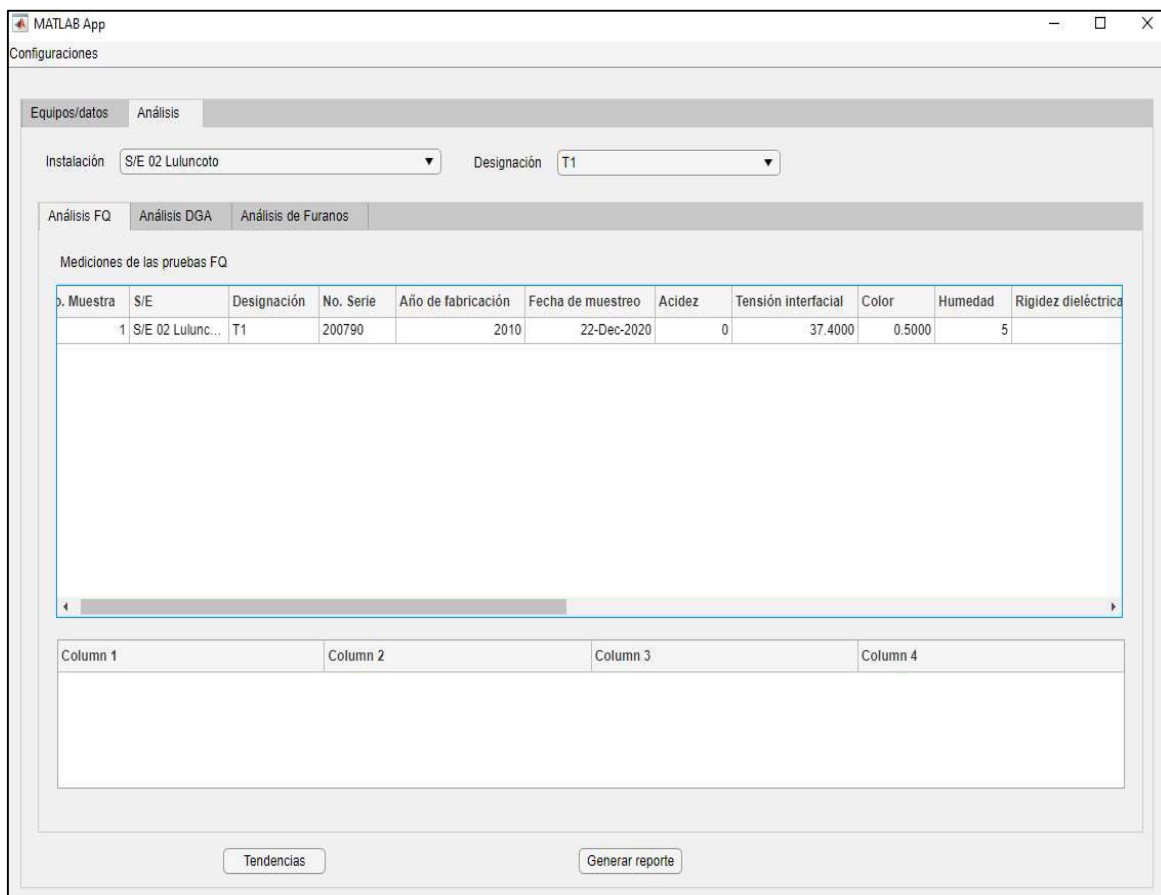 MATLAB App
Configuraciones
Equipos/datos Análisis
Instalación S/E 02 Luluncoto Designación T1
Análisis FQ Análisis DGA Análisis de Furanos
Mediciones de las pruebas FQ
o. Muestra S/E Designación No. Serie Año de fabricación Fecha de muestreo Acidez Tensión interfacial Color Humedad Rigidez dieléctrica
1 S/E 02 Lulunc... T1 200790 2010 22-Dec-2020 0 37.4000 0.5000 5
Column 1 Column 2 Column 3 Column 4
Tendencias Generar reporte